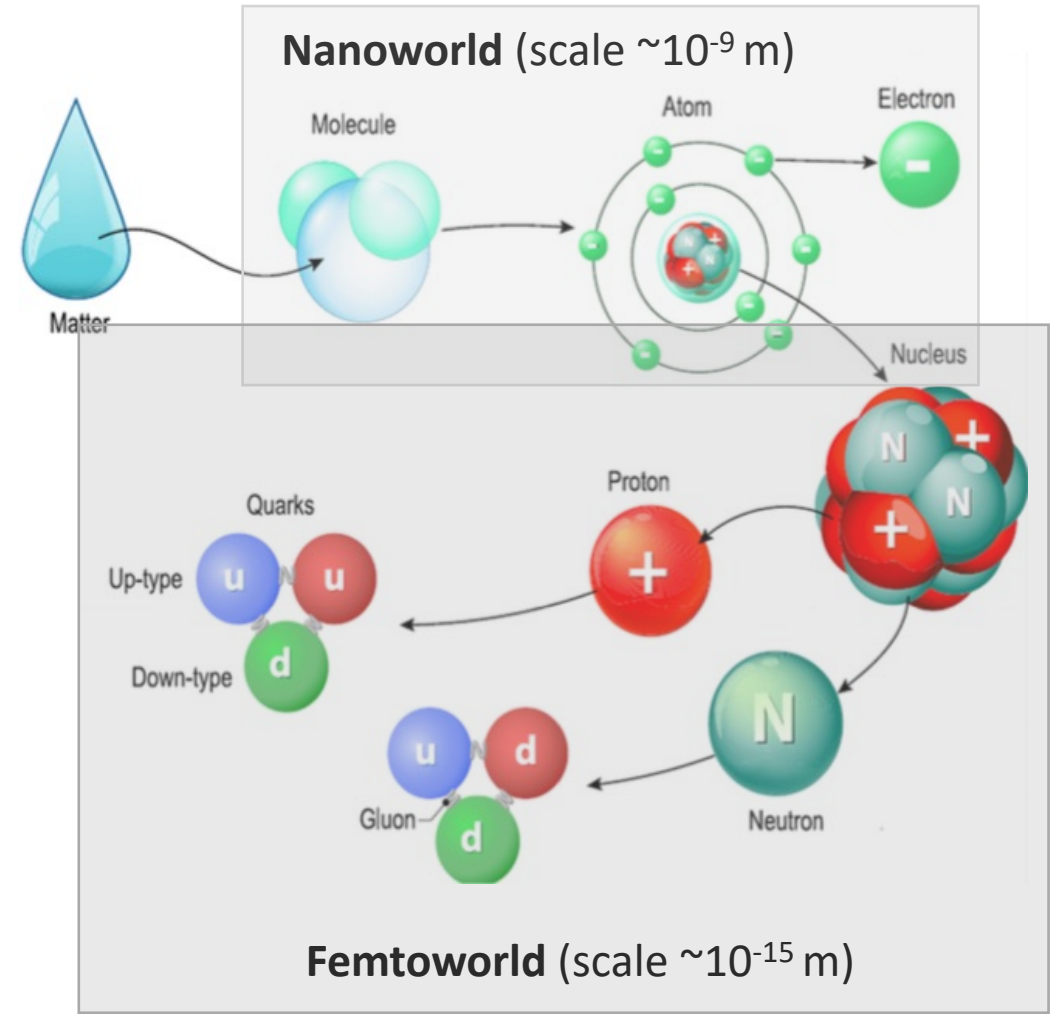 Nanoworld (scale ~10⁻⁹ m)
Electron
Atom
Molecule
-
-
-
-
-
+
N
N
+
-
-
-
-
-
Matter
Nucleus
N
+
N
+
Proton
+
Quarks
Up-type
u
N
u
Down-type
d
N
Neutron
u
N
d
Gluon
d
Femtoworld (scale ~10⁻¹⁵ m)